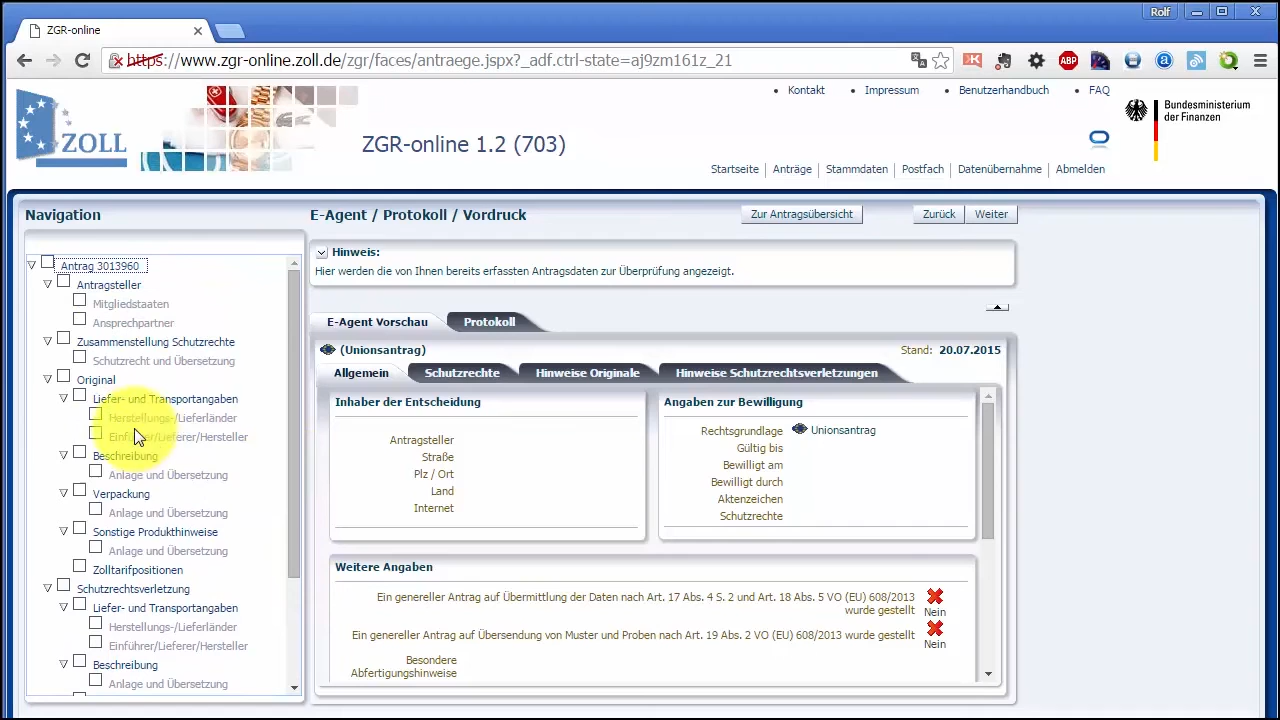 Rolf
ZGR-online
https://www.zgr-online.zoll.de/zgr/faces/antraege.jspx?_adf.ctrl-state=aj9zm161z_21
ABP
Kontakt
Impressum
Benutzerhandbuch
FAQ
ZOLL
ZGR-online 1.2 (703)
Bundesministerium
der Finanzen
Startseite
Anträge
Stammdaten
Postfach
Datenübernahme
Abmelden
Navigation
Antrag 3013960
Antragsteller
Mitgliedstaaten
Ansprechpartner
Zusammenstellung Schutzrechte
Schutzrecht und Übersetzung
Original
Liefer- und Transportangaben
Herstellungs-/Lieferländer
Einführer/Lieferer/Hersteller
Beschreibung
Anlage und Übersetzung
Verpackung
Anlage und Übersetzung
Sonstige Produkthinweise
Anlage und Übersetzung
Zolltarifpositionen
Schutzrechtsverletzung
Liefer- und Transportangaben
Herstellungs-/Lieferländer
Einführer/Lieferer/Hersteller
Beschreibung
Anlage und Übersetzung
E-Agent / Protokoll / Vordruck
Zur Antragsübersicht
Zurück
Weiter
Hinweis:
Hier werden die von Ihnen bereits erfassten Antragsdaten zur Überprüfung angezeigt.
E-Agent Vorschau
Protokoll
(Unionsantrag)
Stand: 20.07.2015
Allgemein
Schutzrechte
Hinweise Originale
Hinweise Schutzrechtsverletzungen
Inhaber der Entscheidung
Antragsteller
Straße
Plz / Ort
Land
Internet
Angaben zur Bewilligung
Rechtsgrundlage Unionsantrag
Gültig bis
Bewilligt am
Bewilligt durch
Aktenzeichen
Schutzrechte
Weitere Angaben
Ein genereller Antrag auf Übermittlung der Daten nach Art. 17 Abs. 4 S. 2 und Art. 18 Abs. 5 VO (EU) 608/2013
wurde gestellt
Nein
Ein genereller Antrag auf Übersendung von Muster und Proben nach Art. 19 Abs. 2 VO (EU) 608/2013 wurde gestellt
Nein
Besondere
Abfertigungshinweise